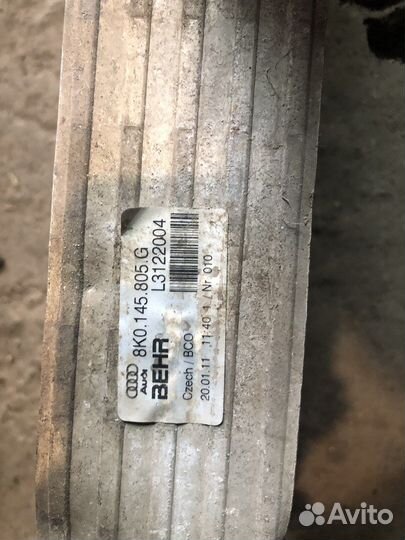 8K0.145.805.G
L3122004
Audi
BEHR
Czech / BCO
20.01.11 11:40 1 / Nr 010
Avito